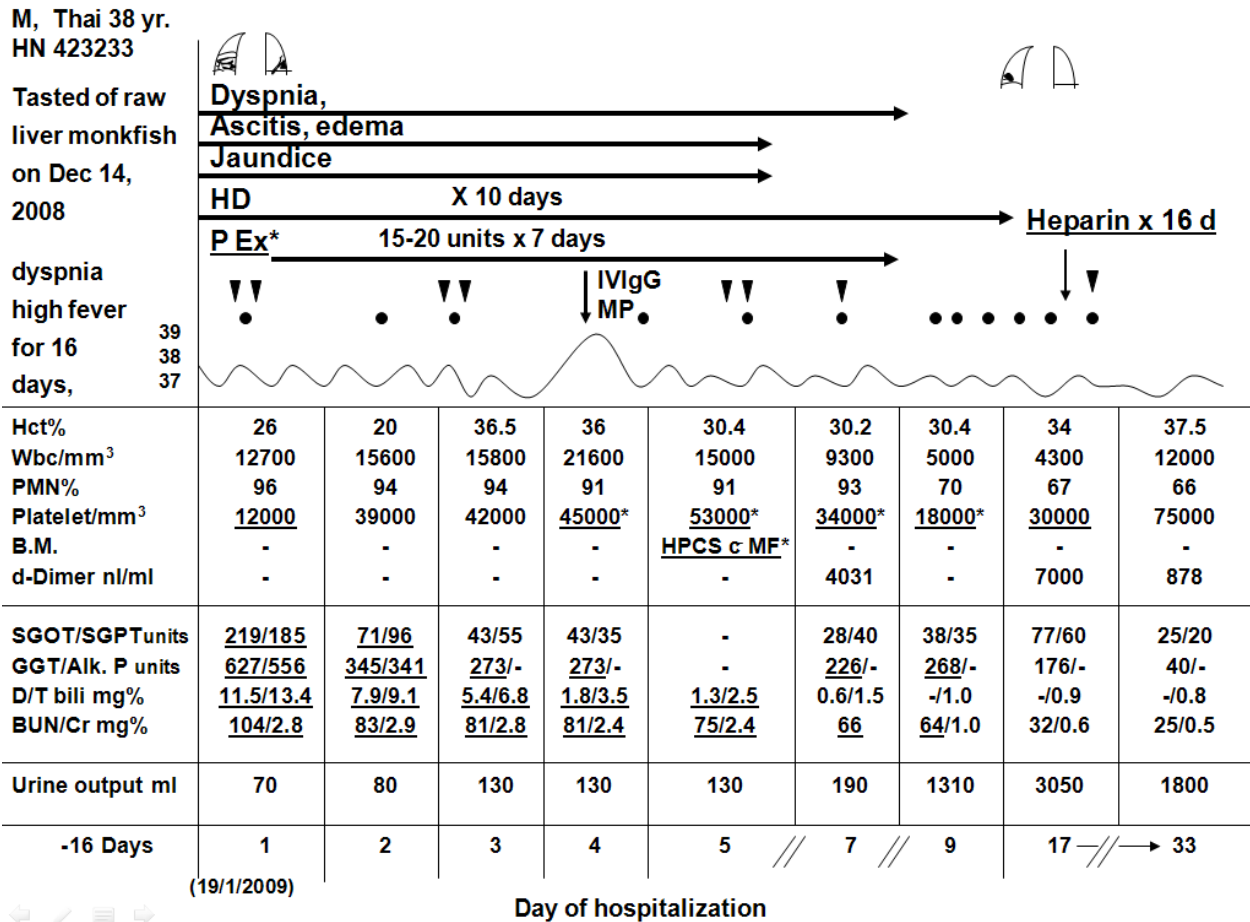 M, Thai 38 yr.
HN 423233
Tasted of raw
liver monkfish
on Dec 14,
2008
dyspnia
high fever
for 16
days,
39
38
37
Dyspnia,
Ascitis, edema
Jaundice
HD X 10 days
P Ex* 15-20 units x 7 days
IVIgG
MP
Heparin x 16 d
Hct% 26 20 36.5 36 30.4 30.2 30.4 34 37.5
Wbc/mm3 12700 15600 15800 21600 15000 9300 5000 4300 12000
PMN% 96 94 94 91 91 93 70 67 66
Platelet/mm3 12000 39000 42000 45000* 53000* 34000* 18000* 30000 75000
B.M. - - - - HPCS c MF* - - - -
d-Dimer nl/ml - - - - - 4031 - 7000 878
SGOT/SGPT units 219/185 71/96 43/55 43/35 - 28/40 38/35 77/60 25/20
GGT/Alk. P units 627/556 345/341 273/- 273/- - 226/- 268/- 176/- 40/-
D/T bili mg% 11.5/13.4 7.9/9.1 5.4/6.8 1.8/3.5 1.3/2.5 0.6/1.5 -/1.0 -/0.9 -/0.8
BUN/Cr mg% 104/2.8 83/2.9 81/2.8 81/2.4 75/2.4 66 64/1.0 32/0.6 25/0.5
Urine output ml 70 80 130 130 130 190 1310 3050 1800
-16 Days 1 2 3 4 5 // 7 // 9 17 // 33
(19/1/2009)
Day of hospitalization